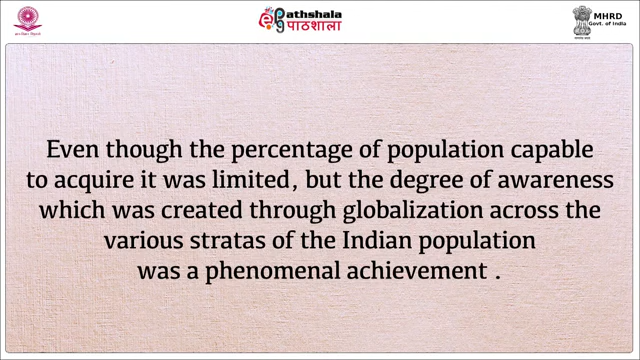 ePathshala
पाठशाला
MHRD
Govt. of India
Even though the percentage of population capable
to acquire it was limited, but the degree of awareness
which was created through globalization across the
various stratas of the Indian population
was a phenomenal achievement .